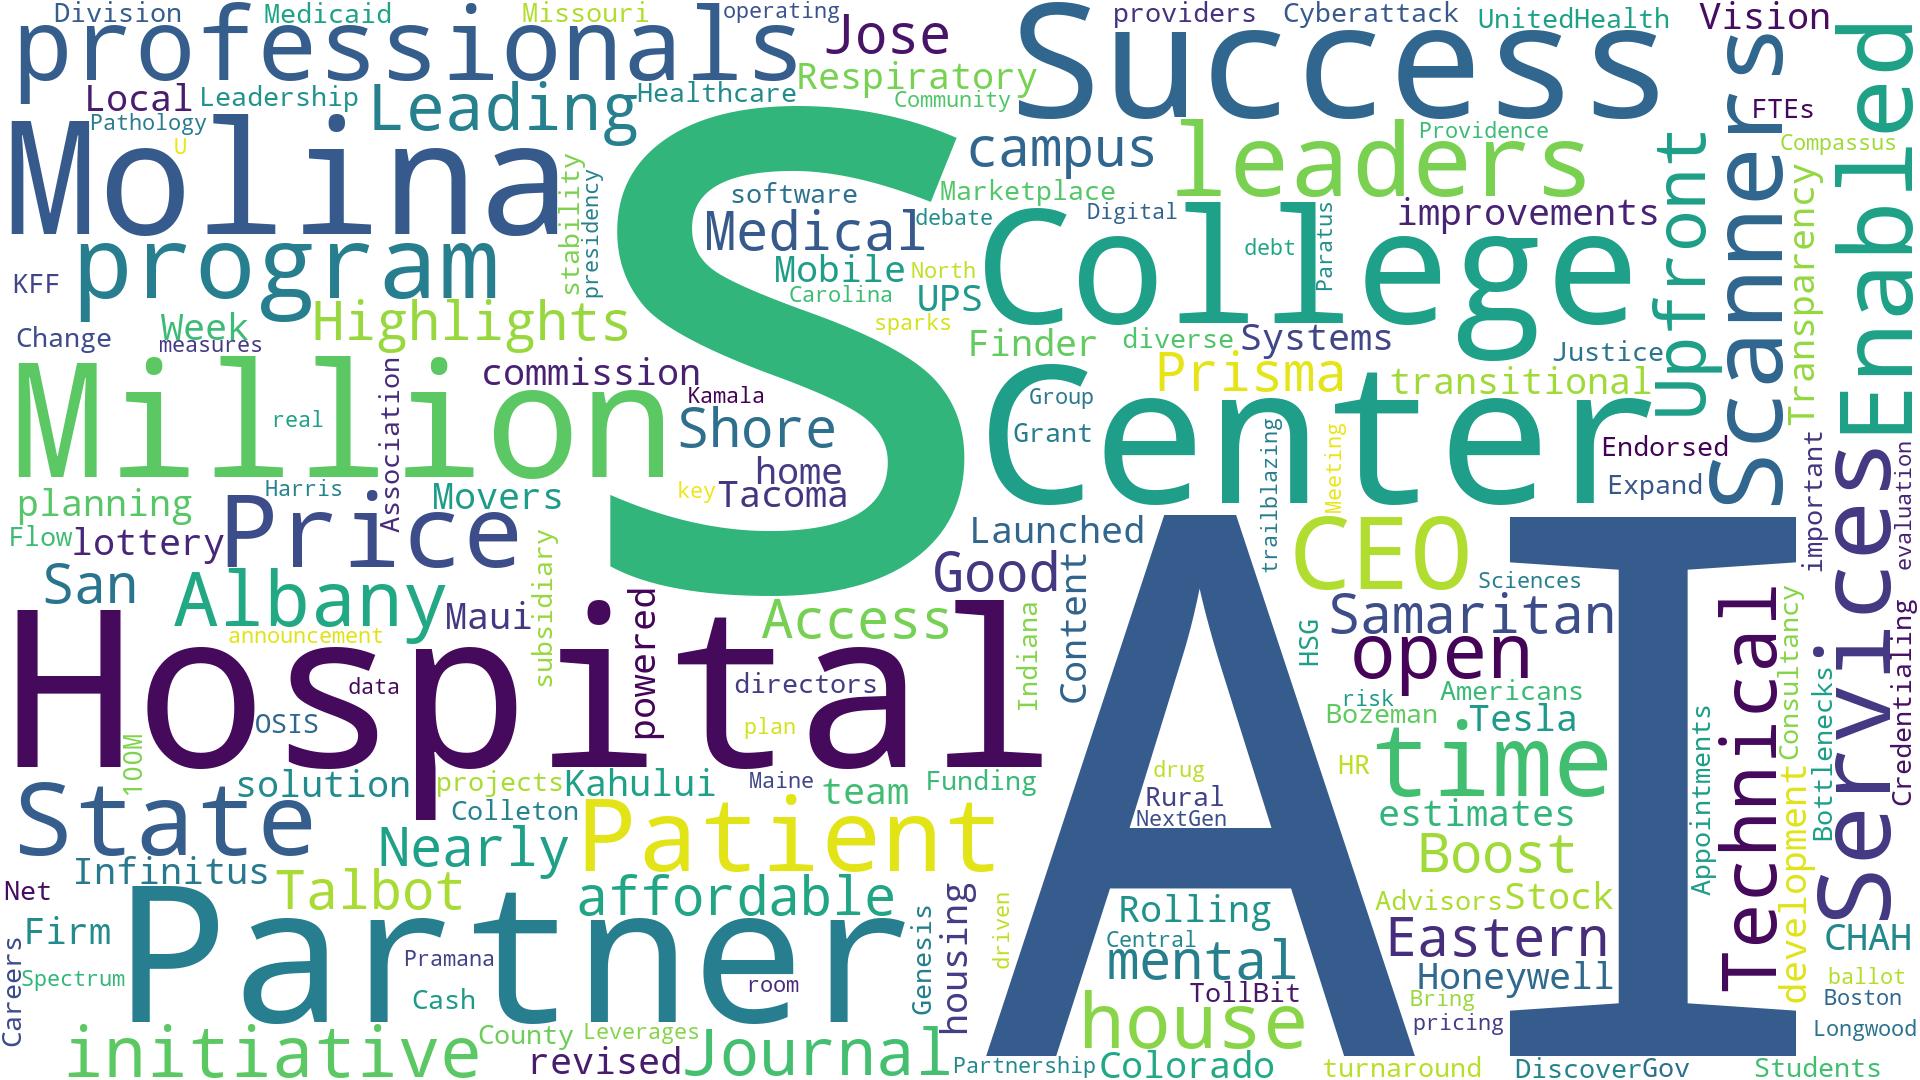 Division Medicaid Missouri operating
professionals Jose Success providers Cyberattack UnitedHealth Vision
Local Leadership Leading Healthcare Respiratory Community FTEs
Pathology
U
Molina stability presidency software campus leaders Providence Compassus
Medical Marketplace debate Digital improvements Upfront Scanners Enabled
program KFF Mobile North College debt Paratus Transparency
Carolina UPS
Change Week measures Highlights sparks Finder diverse Systems Justice
S
Million real Association commission Kamala Prisma transitional
Shore Center Group Grant Endorsed
home
planning Harris Movers key Tacoma trailblazing Meeting Expand important evaluation
Flow lottery Price subsidiary Launched CEO Services
San Albany Maui Good Content Sciences
announcement powered Access Indiana HSG Samaritan Technical Consultancy Credentialing
Hospital data directors open
OSIS plan AI risk Americans
100M Bozeman Tesla Appointments Bottlenecks
solution projects Kahului Maine team Funding drug HR time development
State Colleton Rural NextGen estimates
Infinitus Nearly Patient Boost
Net Talbot affordable housing driven Rolling Advisors Stock
Firm Partner Genesis Central Eastern CHAH
Careers Spectrum Pramana room mental Honeywell ballot
Cash TollBit Bring Boston
initiative County Leverages house pricing Longwood
revised Journal Partnership Colorado turnaround DiscoverGov Students